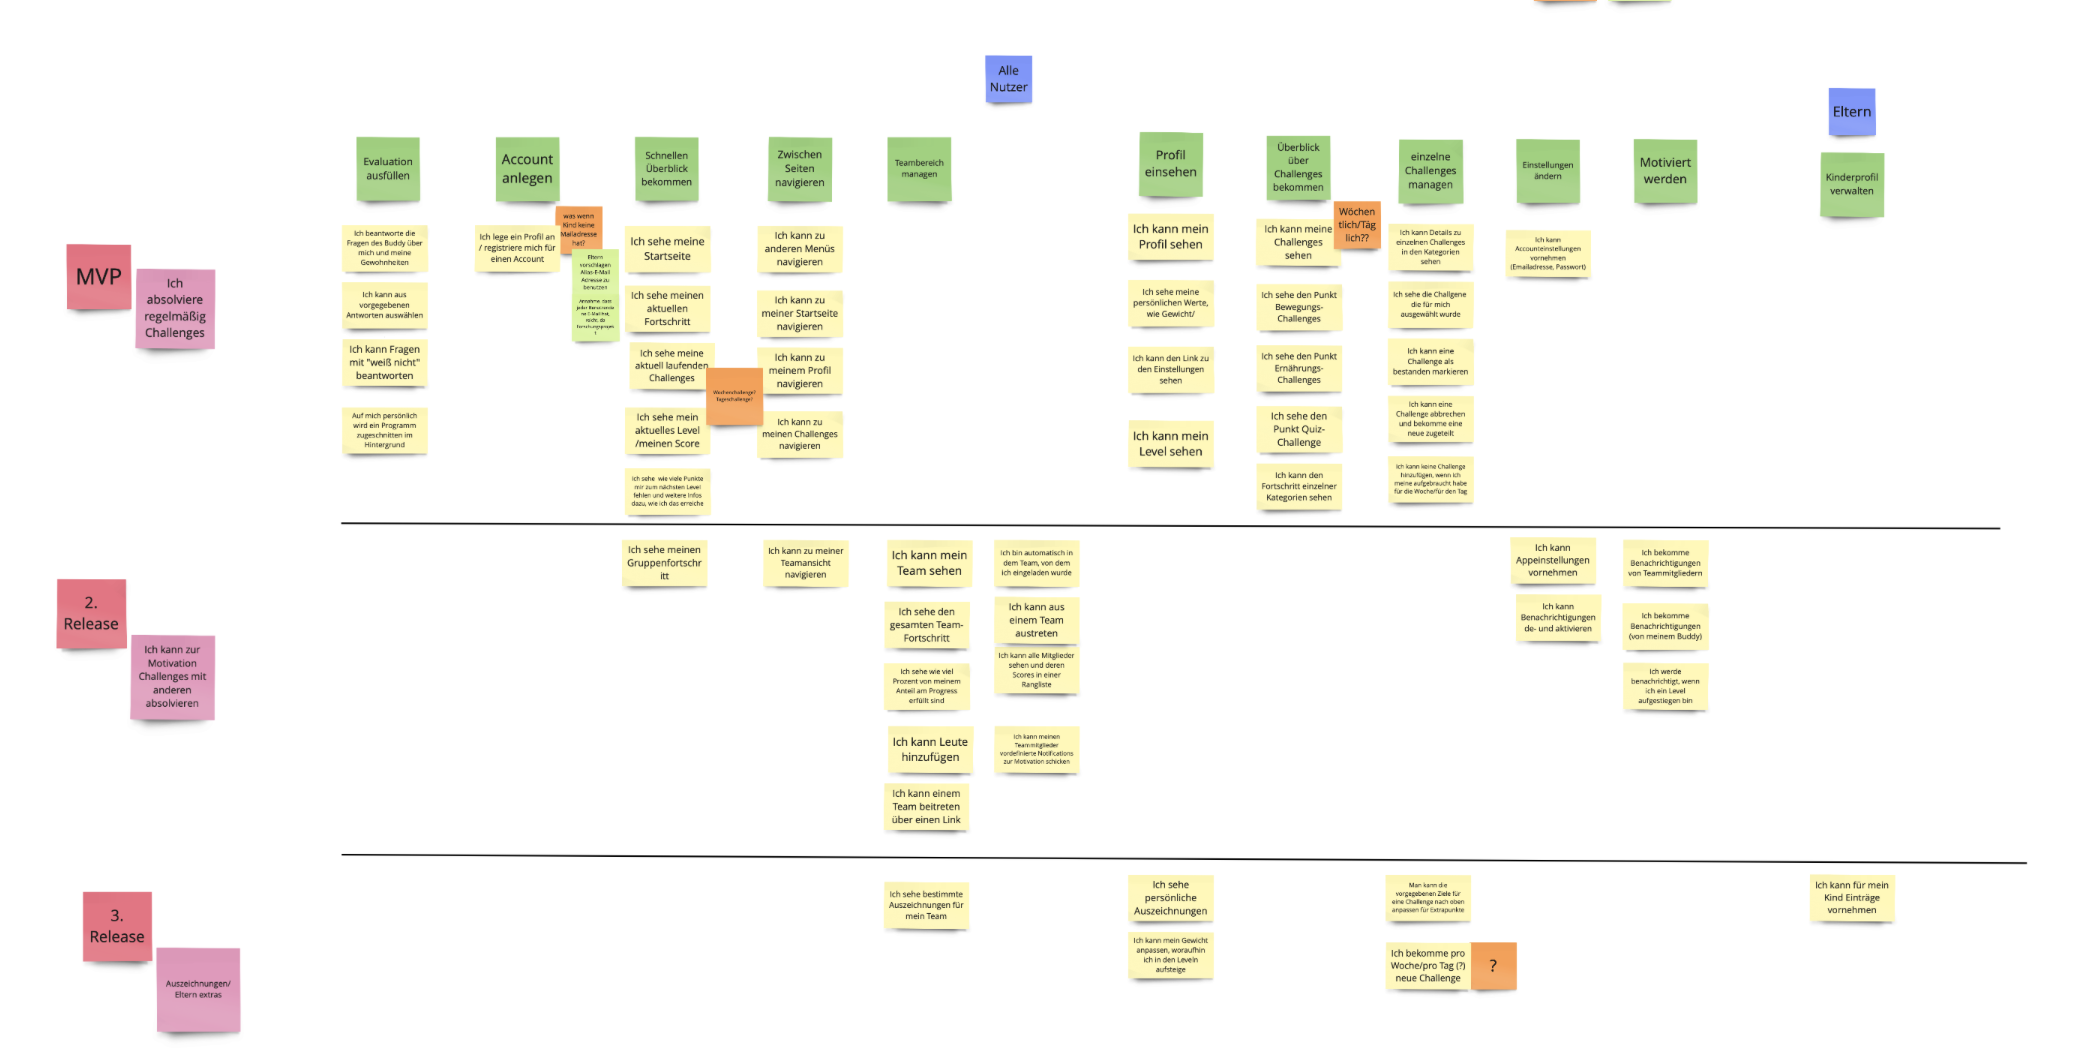 Alle
Nutzer
Eltern
Evaluation
ausfüllen
Account
anlegen
Schnellen
Überblick
bekommen
Zwischen
Seiten
navigieren
Teambereich
managen
Profil
einsehen
Überblick
über
Challenges
bekommen
einzelne
Challenges
managen
Einstellungen
ändern
Motiviert
werden
Kinderprofil
verwalten
MVP
Ich
absolviere
regelmäßig
Challenges
Ich beantworte die
Fragen des Buddy über
mich und meine
Gewohnheiten
Ich kann aus
vorgegebenen
Antworten auswählen
Ich kann Fragen
mit "weiß nicht"
beantworten
Auf mich persönlich
wird ein Programm
zugeschnitten im
Hintergrund
Ich lege ein Profil an
/ registriere mich für
einen Account
was wenn
Kind keine
Mailadresse
hat?
Eltern
vorschlagen
Alias-E-Mail
Adresse zu
benutzen
Ich sehe meine
Startseite
Ich sehe meinen
aktuellen
Fortschritt
Ich sehe meine
aktuell laufenden
Challenges
Wochenchallenge?
Tageschallenge?
Ich sehe mein
aktuelles Level
/meinen Score
Ich sehe wie viele Punkte
mir zum nächsten Level
fehlen und weitere Infos
dazu, wie ich das erreiche
Ich kann zu
anderen Menüs
navigieren
Ich kann zu
meiner Startseite
navigieren
Ich kann zu
meinem Profil
navigieren
Ich kann zu
meinen Challenges
navigieren
Ich kann mein
Profil sehen
Ich sehe meine
persönlichen Werte,
wie Gewicht/
Ich kann den Link zu
den Einstellungen
sehen
Ich kann mein
Level sehen
Ich kann meine
Challenges
sehen
Wöchen
tlich/Täg
lich??
Ich sehe den Punkt
Bewegungs-
Challenges
Ich sehe den Punkt
Ernährungs-
Challenges
Ich sehe den
Punkt Quiz-
Challenge
Ich kann den
Fortschritt einzelner
Kategorien sehen
Ich kann Details zu
einzelnen Challenges
in den Kategorien
sehen
Ich sehe die Challgene
die für mich
ausgewählt wurde
Ich kann eine
Challenge als
bestanden markieren
Ich kann eine
Challenge abbrechen
und bekomme eine
neue zugeteilt
Ich kann keine Challenge
hinzufügen, wenn ich
meine aufgebraucht habe
für die Woche/für den Tag
Ich kann
Accounteinstellungen
vornehmen
(Emailadresse, Passwort)
2.
Release
Ich kann zur
Motivation
Challenges mit
anderen
absolvieren
Ich sehe meinen
Gruppenfortschr
itt
Ich kann zu meiner
Teamansicht
navigieren
Ich kann mein
Team sehen
Ich sehe den
gesamten Team-
Fortschritt
Ich sehe wie viel
Prozent von meinem
Anteil am Progress
erfüllt sind
Ich kann Leute
hinzufügen
Ich kann einem
Team beitreten
über einen Link
Ich bin automatisch in
dem Team, von dem
ich eingeladen wurde
Ich kann aus
einem Team
austreten
Ich kann alle Mitglieder
sehen und deren
Scores in einer
Rangliste
Ich kann meinen
Teammitglieder
vordefinierte Notifications
zur Motivation schicken
Ich kann
Appeinstellungen
vornehmen
Ich kann
Benachrichtigungen
de- und aktivieren
Ich bekomme
Benachrichtigungen
von Teammitgliedern
Ich bekomme
Benachrichtigungen
(von meinem Buddy)
Ich werde
benachrichtigt, wenn
ich ein Level
aufgestiegen bin
3.
Release
Auszeichnungen/
Eltern extras
Ich sehe bestimmte
Auszeichnungen für
mein Team
Ich sehe
persönliche
Auszeichnungen
Ich kann mein Gewicht
anpassen, woraufhin
ich in den Leveln
aufsteige
Man kann die
vorgegebenen Ziele für
eine Challenge nach oben
anpassen für Extrapunkte
Ich bekomme pro
Woche/pro Tag (?)
neue Challenge
?
Ich kann für mein
Kind Einträge
vornehmen